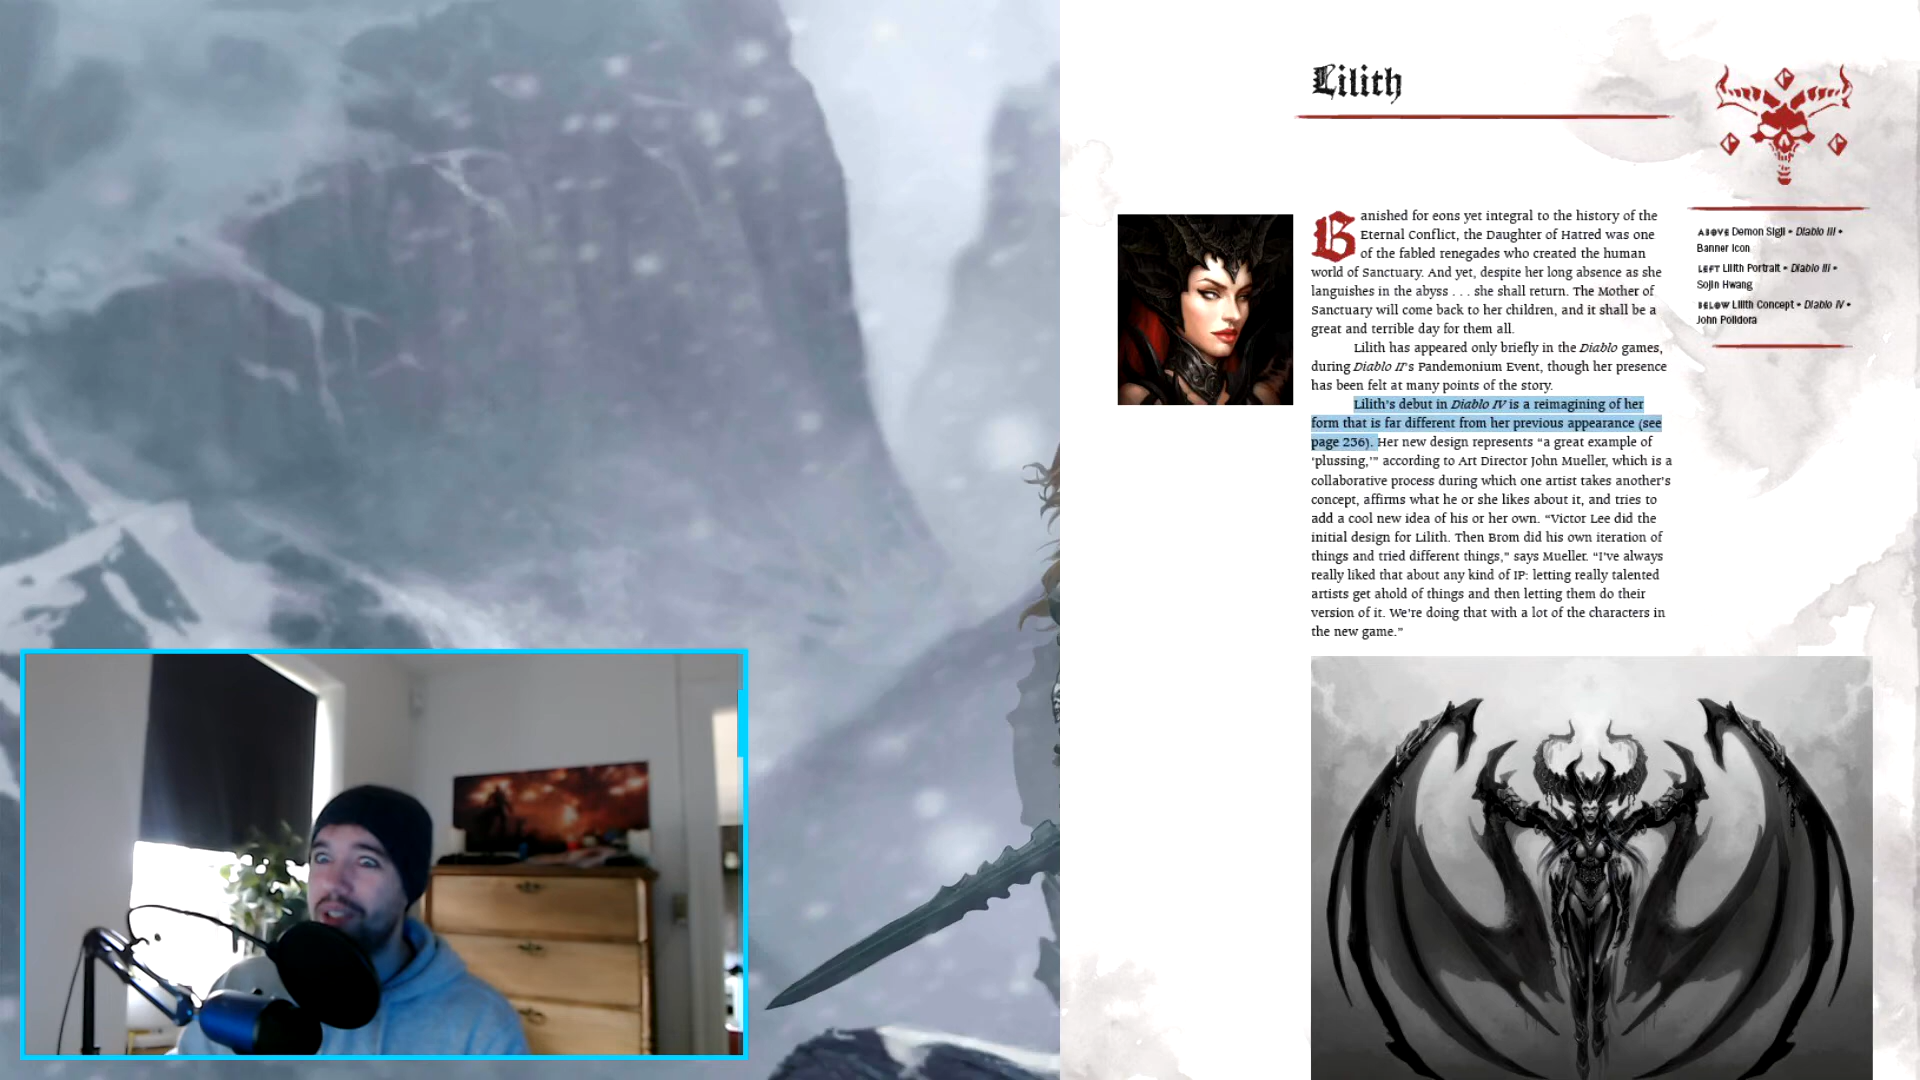 Lilith
Banished for eons yet integral to the history of the
Eternal Conflict, the Daughter of Hatred was one
of the fabled renegades who created the human
world of Sanctuary. And yet, despite her long absence as she
languishes in the abyss . . . she shall return. The Mother of
Sanctuary will come back to her children, and it shall be a
great and terrible day for them all.
Lilith has appeared only briefly in the Diablo games,
during Diablo II's Pandemonium Event, though her presence
has been felt at many points of the story.
Lilith's debut in Diablo IV is a reimagining of her
form that is far different from her previous appearance (see
page 236). Her new design represents “a great example of
‘plussing,’” according to Art Director John Mueller, which is a
collaborative process during which one artist takes another's
concept, affirms what he or she likes about it, and tries to
add a cool new idea of his or her own. “Victor Lee did the
initial design for Lilith. Then Brom did his own iteration of
things and tried different things,” says Mueller. “I've always
really liked that about any kind of IP: letting really talented
artists get ahold of things and then letting them do their
version of it. We're doing that with a lot of the characters in
the new game.”
ABOVE Demon Sigil • Diablo III •
Banner Icon
LEFT Lilith Portrait • Diablo III •
Sojin Hwang
BELOW Lilith Concept • Diablo IV •
John Polidora